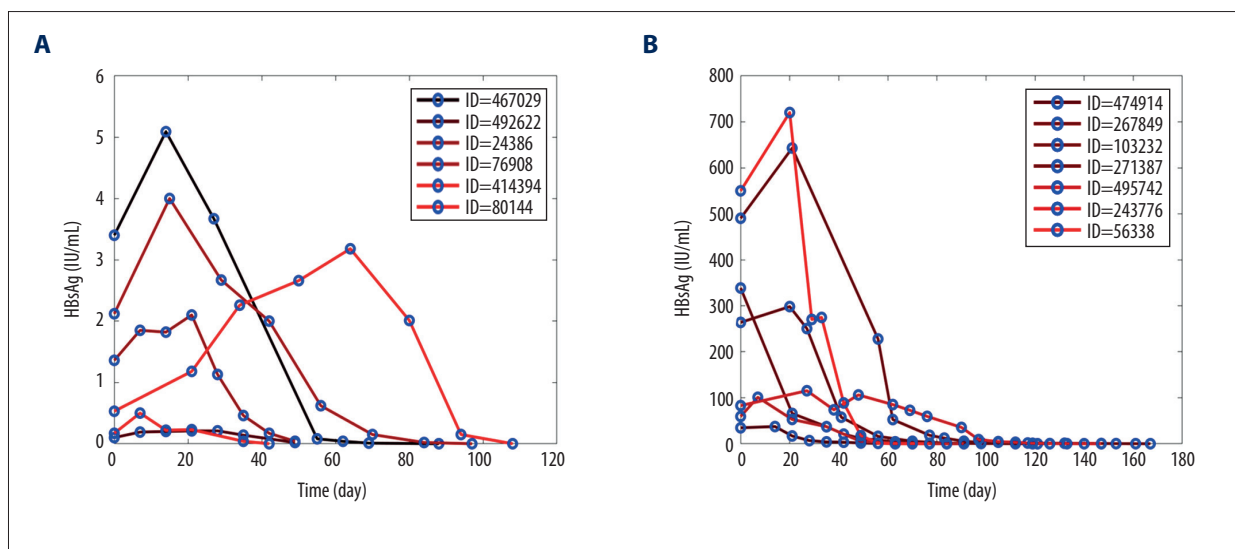 A
HBsAg (IU/mL)
6
5
4
3
2
1
0
0 20 40 60 80 100 120
Time (day)
ID=467029
ID=492622
ID=24386
ID=76908
ID=414394
ID=80144
B
HBsAg (IU/mL)
800
700
600
500
400
300
200
100
0
0 20 40 60 80 100 120 140 160 180
Time (day)
ID=474914
ID=267849
ID=103232
ID=271387
ID=495742
ID=243776
ID=56338